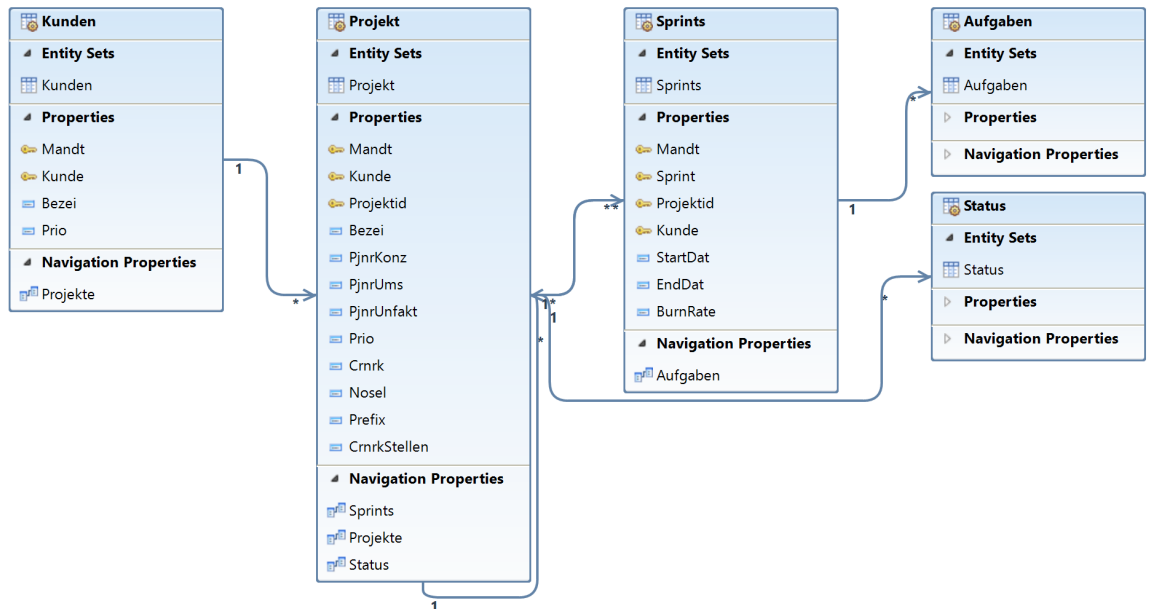 Kunden
Entity Sets
Kunden
Properties
Mandt
Kunde
Bezei
Prio
Navigation Properties
Projekte
1
*
Projekt
Entity Sets
Projekt
Properties
Mandt
Kunde
Projektid
Bezei
PjnrKonz
PjnrUms
PjnrUnfakt
Prio
Crnrk
Nosel
Prefix
CrnrkStellen
Navigation Properties
Sprints
Projekte
Status
1
1*
1
*
**
Sprints
Entity Sets
Sprints
Properties
Mandt
Sprint
Projektid
Kunde
StartDat
EndDat
BurnRate
Navigation Properties
Aufgaben
1
*
*
Aufgaben
Entity Sets
Aufgaben
Properties
Navigation Properties
Status
Entity Sets
Status
Properties
Navigation Properties